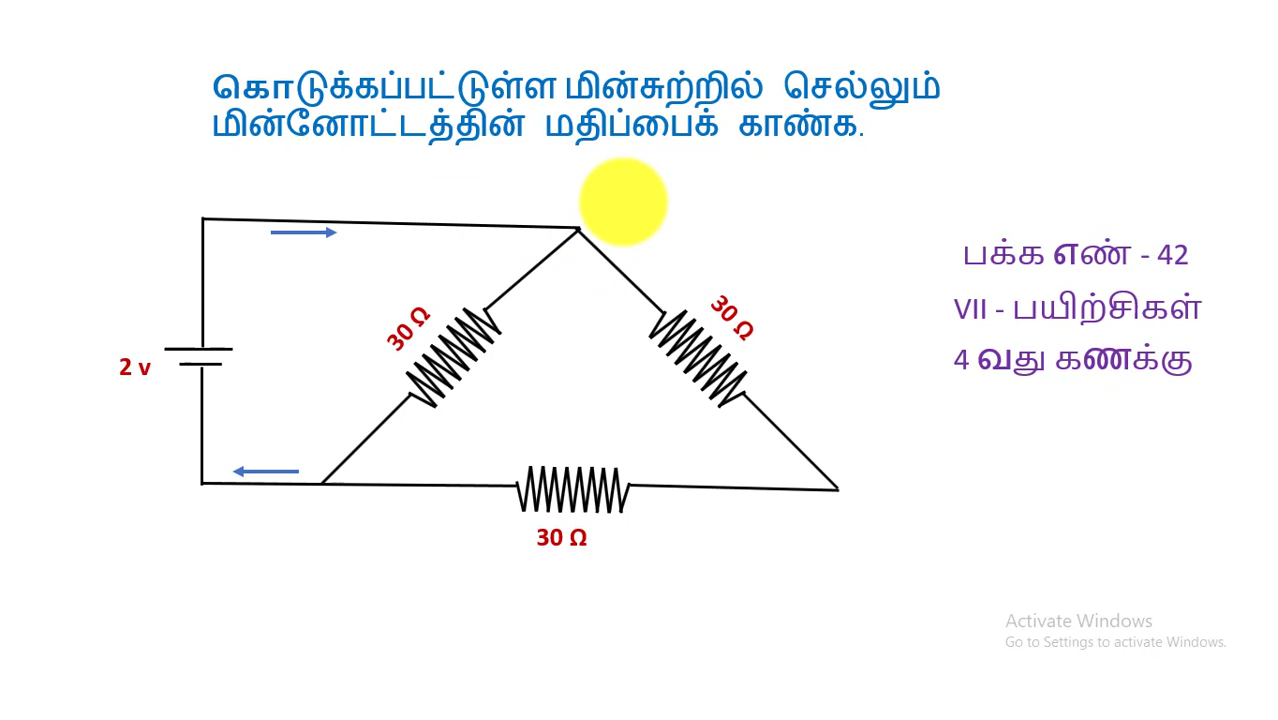 கொடுக்கப்பட்டுள்ள மின்சுற்றில் செல்லும்
மின்னோட்டத்தின் மதிப்பைக் காண்க.
பக்க எண் - 42
VII - பயிற்சிகள்
4 வது கணக்கு
30 Ω
30 Ω
2 v
30 Ω
Activate Windows
Go to Settings to activate Windows.